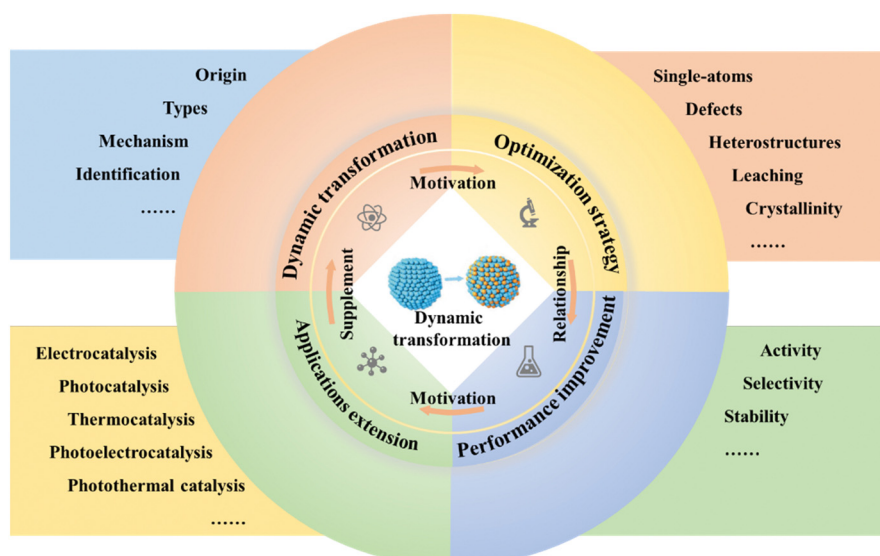 Origin
Types
Mechanism
Identification
......
Single-atoms
Defects
Heterostructures
Leaching
Crystallinity
......
Dynamic transformation
Optimization strategy
Motivation
Supplement
Relationship
Dynamic
transformation
Motivation
Applications extension
Performance improvement
Electrocatalysis
Photocatalysis
Thermocatalysis
Photoelectrocatalysis
Photothermal catalysis
......
Activity
Selectivity
Stability
......